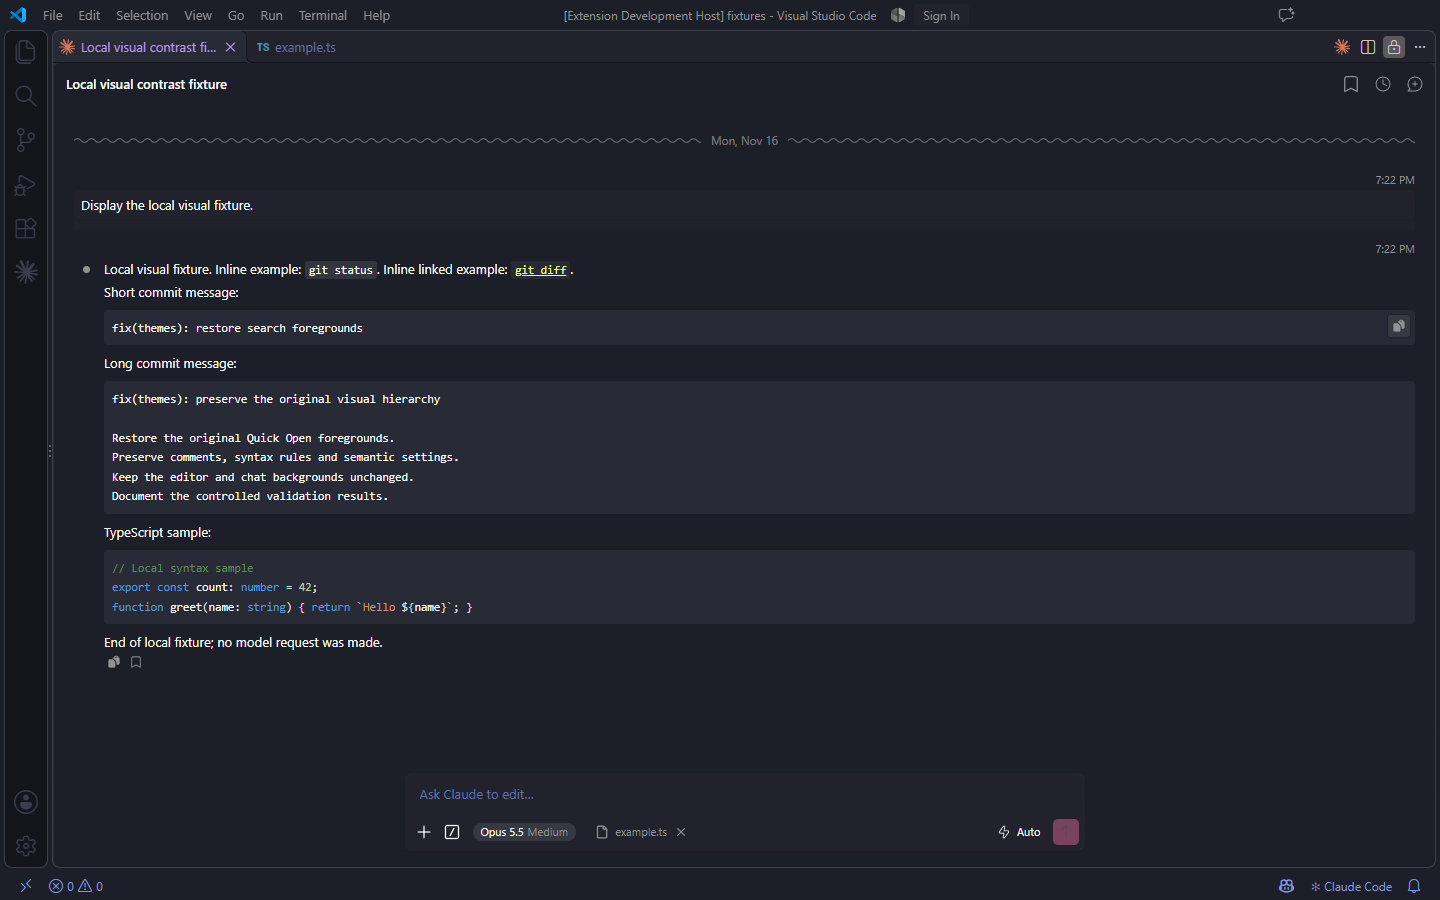 File Edit Selection View Go Run Terminal Help
[Extension Development Host] fixtures - Visual Studio Code
Sign In
Local visual contrast fi...
TS example.ts
Local visual contrast fixture
Mon, Nov 16
7:22 PM
Display the local visual fixture.
7:22 PM
Local visual fixture. Inline example: git status. Inline linked example: git diff.
Short commit message:
fix(themes): restore search foregrounds
Long commit message:
fix(themes): preserve the original visual hierarchy
Restore the original Quick Open foregrounds.
Preserve comments, syntax rules and semantic settings.
Keep the editor and chat backgrounds unchanged.
Document the controlled validation results.
TypeScript sample:
// Local syntax sample
export const count: number = 42;
function greet(name: string) { return `Hello ${name}`; }
End of local fixture; no model request was made.
Ask Claude to edit...
Opus 5.5 Medium
example.ts
Auto
0 0
Claude Code